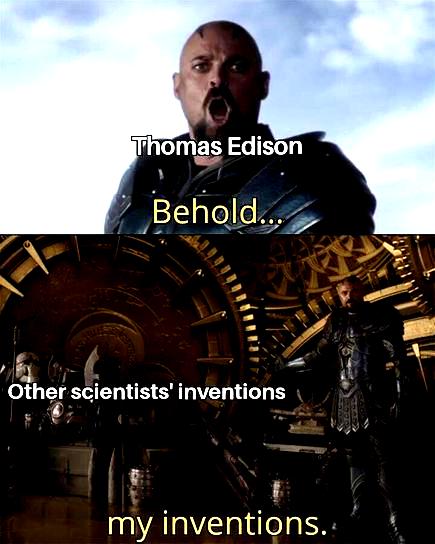 Thomas Edison
Behold...
Other scientists' inventions
my inventions.